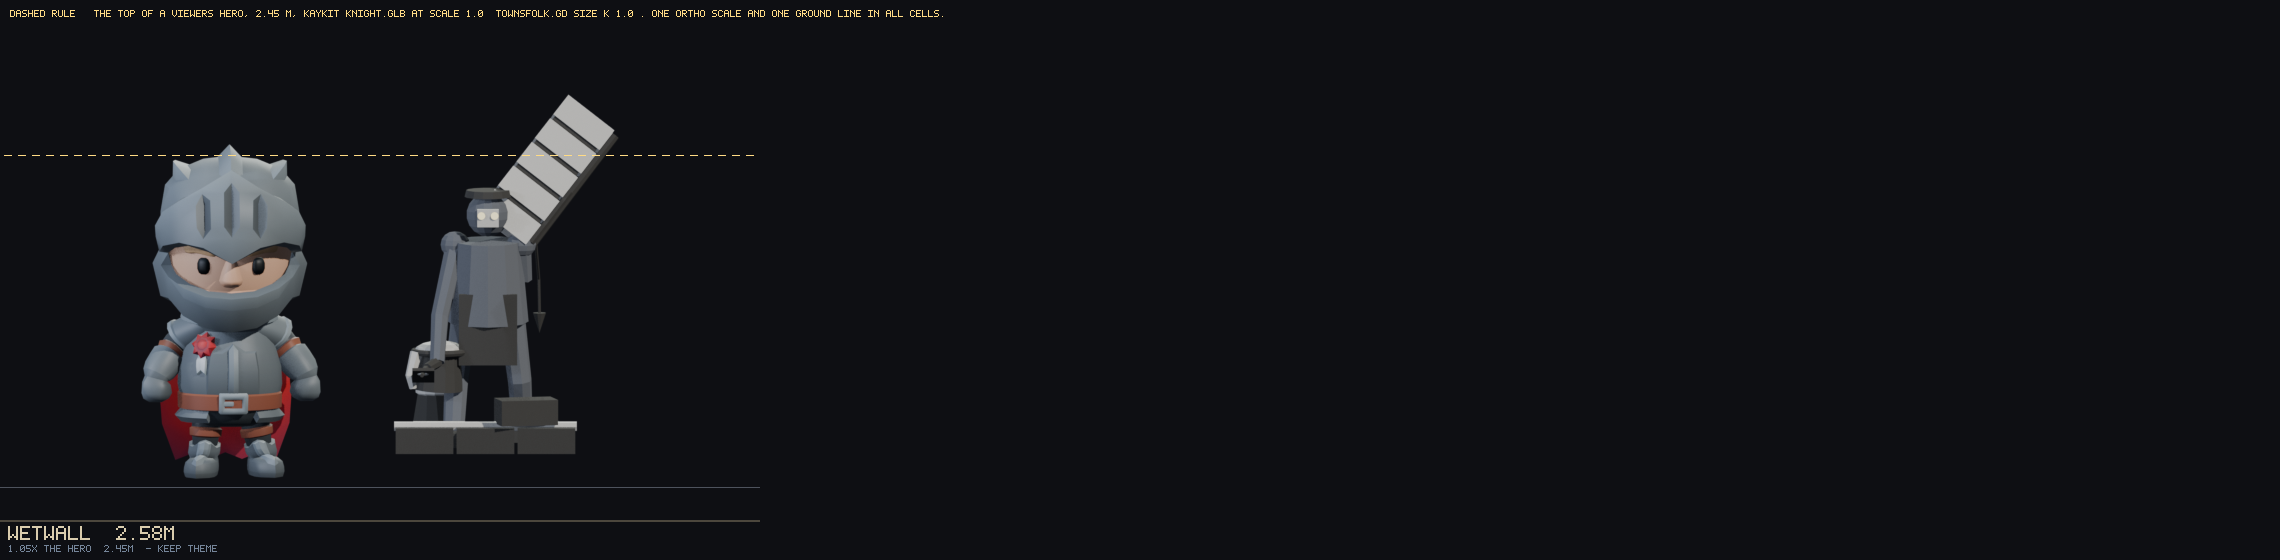 DASHED RULE THE TOP OF A VIEWERS HERO, 2.45 M, KAYKIT KNIGHT.GLB AT SCALE 1.0 TOWNSFOLK.GD SIZE K 1.0 . ONE ORTHO SCALE AND ONE GROUND LINE IN ALL CELLS.
WETWALL 2.58M
1.05X THE HERO 2.45M - KEEP THEME